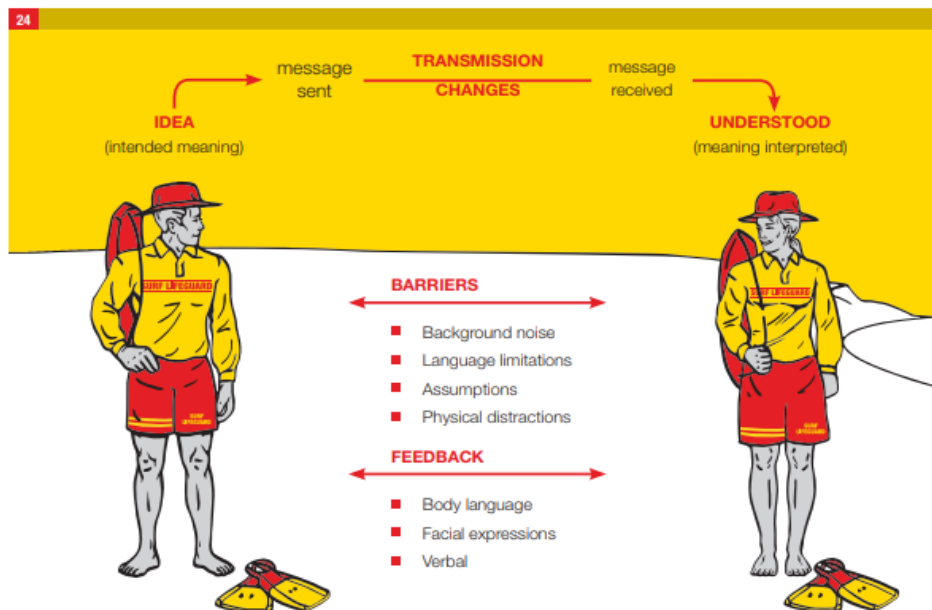 24
message
sent
TRANSMISSION
CHANGES
message
received
IDEA
(intended meaning)
UNDERSTOOD
(meaning interpreted)
SURF LIFEGUARD
SURF LIFEGUARD
BARRIERS
Background noise
Language limitations
Assumptions
Physical distractions
SURF
LIFEGUARD
SURF
LIFEGUARD
FEEDBACK
Body language
Facial expressions
Verbal